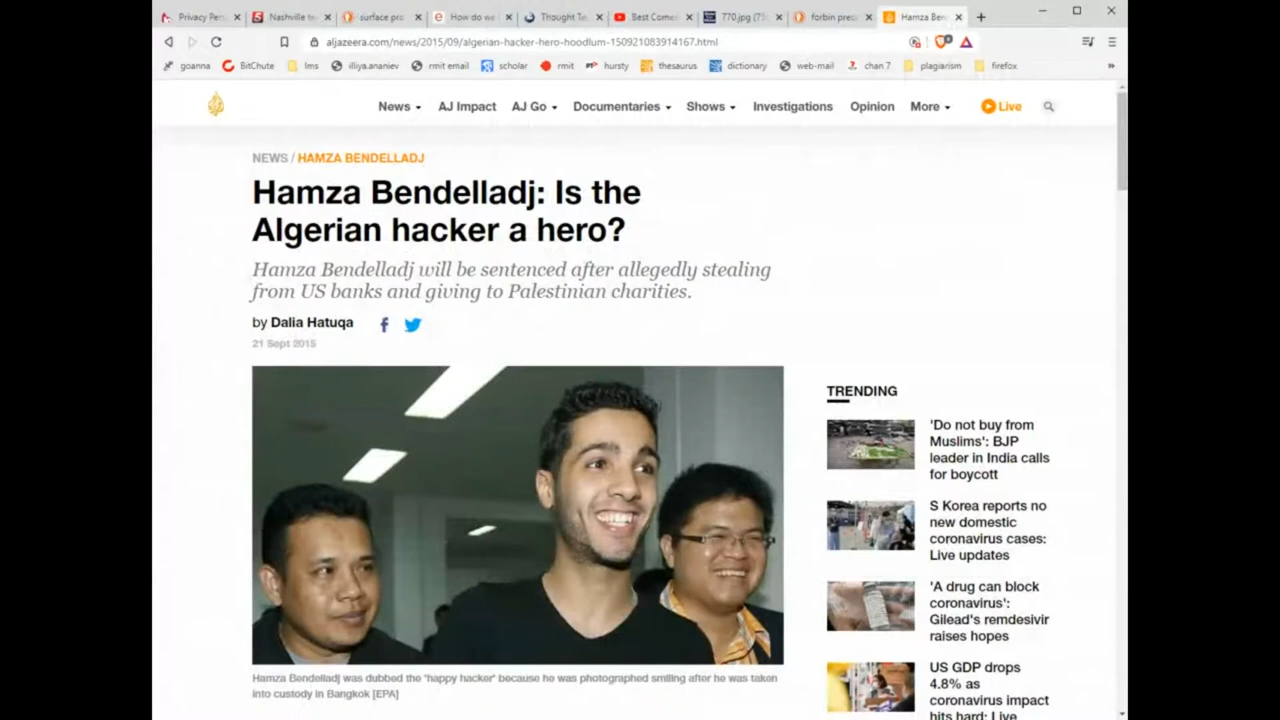 Privacy Pers
Nashville te
surface pro
How do we
Thought Te
Best Come
770.jpg (75
forbin prec
Hamza Ben
aljazeera.com/news/2015/09/algerian-hacker-hero-hoodlum-150921083914167.html
goanna
BitChute
lms
illiya.ananiev
rmit email
scholar
rmit
hursty
thesaurus
dictionary
web-mail
chan 7
plagiarism
firefox
News
AJ Impact
AJ Go
Documentaries
Shows
Investigations
Opinion
More
Live
NEWS / HAMZA BENDELLADJ
Hamza Bendelladj: Is the
Algerian hacker a hero?
Hamza Bendelladj will be sentenced after allegedly stealing
from US banks and giving to Palestinian charities.
by Dalia Hatuqa
21 Sept 2015
Hamza Bendelladj was dubbed the 'happy hacker' because he was photographed smiling after he was taken
into custody in Bangkok [EPA]
TRENDING
'Do not buy from
Muslims': BJP
leader in India calls
for boycott
S Korea reports no
new domestic
coronavirus cases:
Live updates
'A drug can block
coronavirus':
Gilead's remdesivir
raises hopes
US GDP drops
4.8% as
coronavirus impact
hits hard: Live